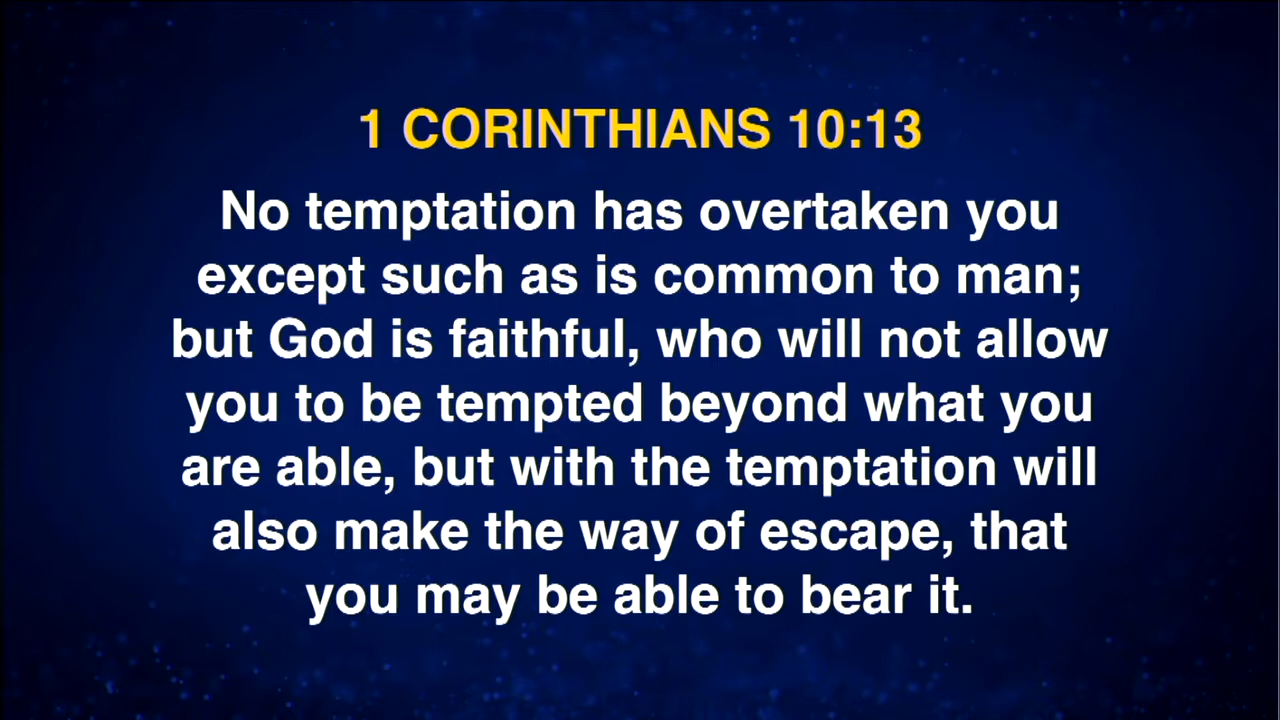 1 CORINTHIANS 10:13
No temptation has overtaken you
except such as is common to man;
but God is faithful, who will not allow
you to be tempted beyond what you
are able, but with the temptation will
also make the way of escape, that
you may be able to bear it.